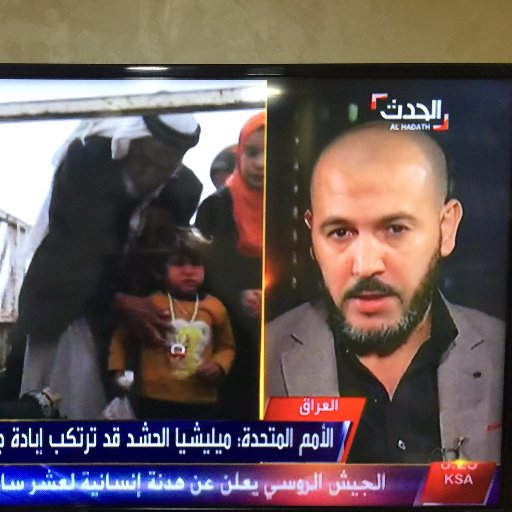 الحدث
AL HADATH
العراق
الأمم المتحدة: ميليشيا الحشد قد ترتكب إبادة
الجيش الروسي يعلن عن هدنة إنسانية لعشر
KSA